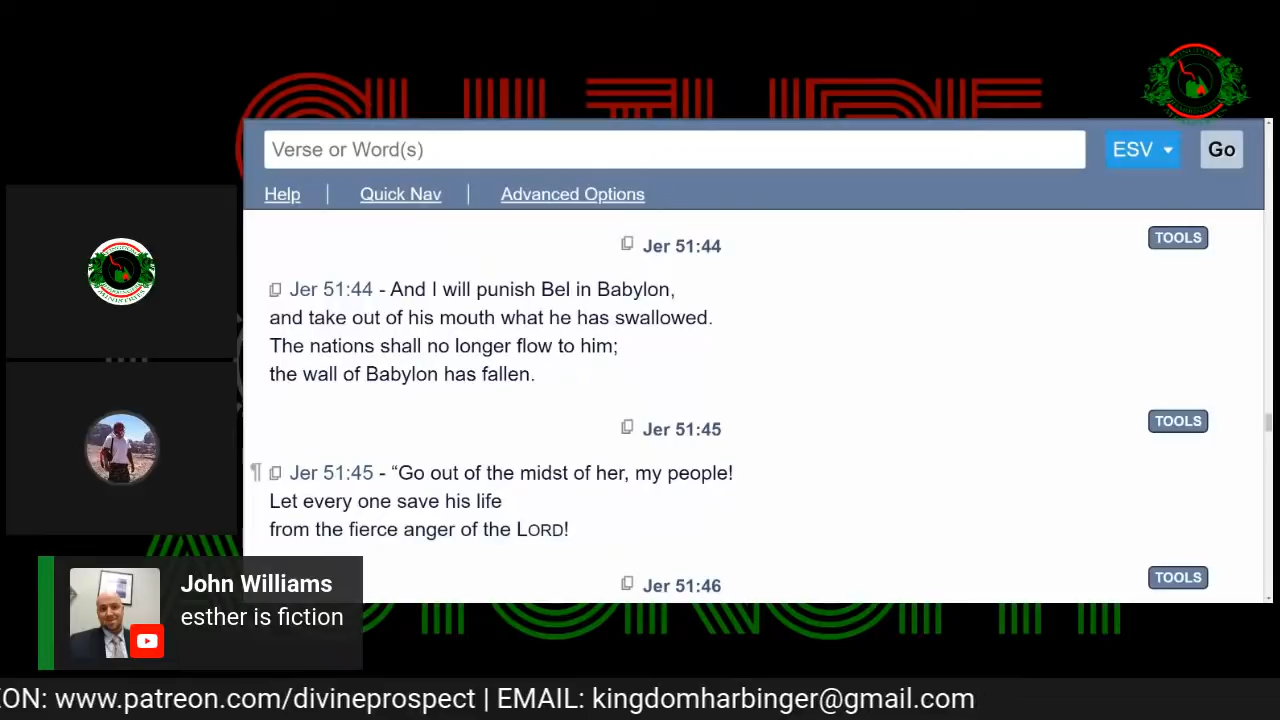 Verse or Word(s)
ESV
Go
Help | Quick Nav | Advanced Options
Jer 51:44
TOOLS
Jer 51:44 - And I will punish Bel in Babylon,
and take out of his mouth what he has swallowed.
The nations shall no longer flow to him;
the wall of Babylon has fallen.
Jer 51:45
TOOLS
¶ Jer 51:45 - “Go out of the midst of her, my people!
Let every one save his life
from the fierce anger of the LORD!
Jer 51:46
TOOLS
John Williams
esther is fiction
EON: www.patreon.com/divineprospect | EMAIL: kingdomharbinger@gmail.com